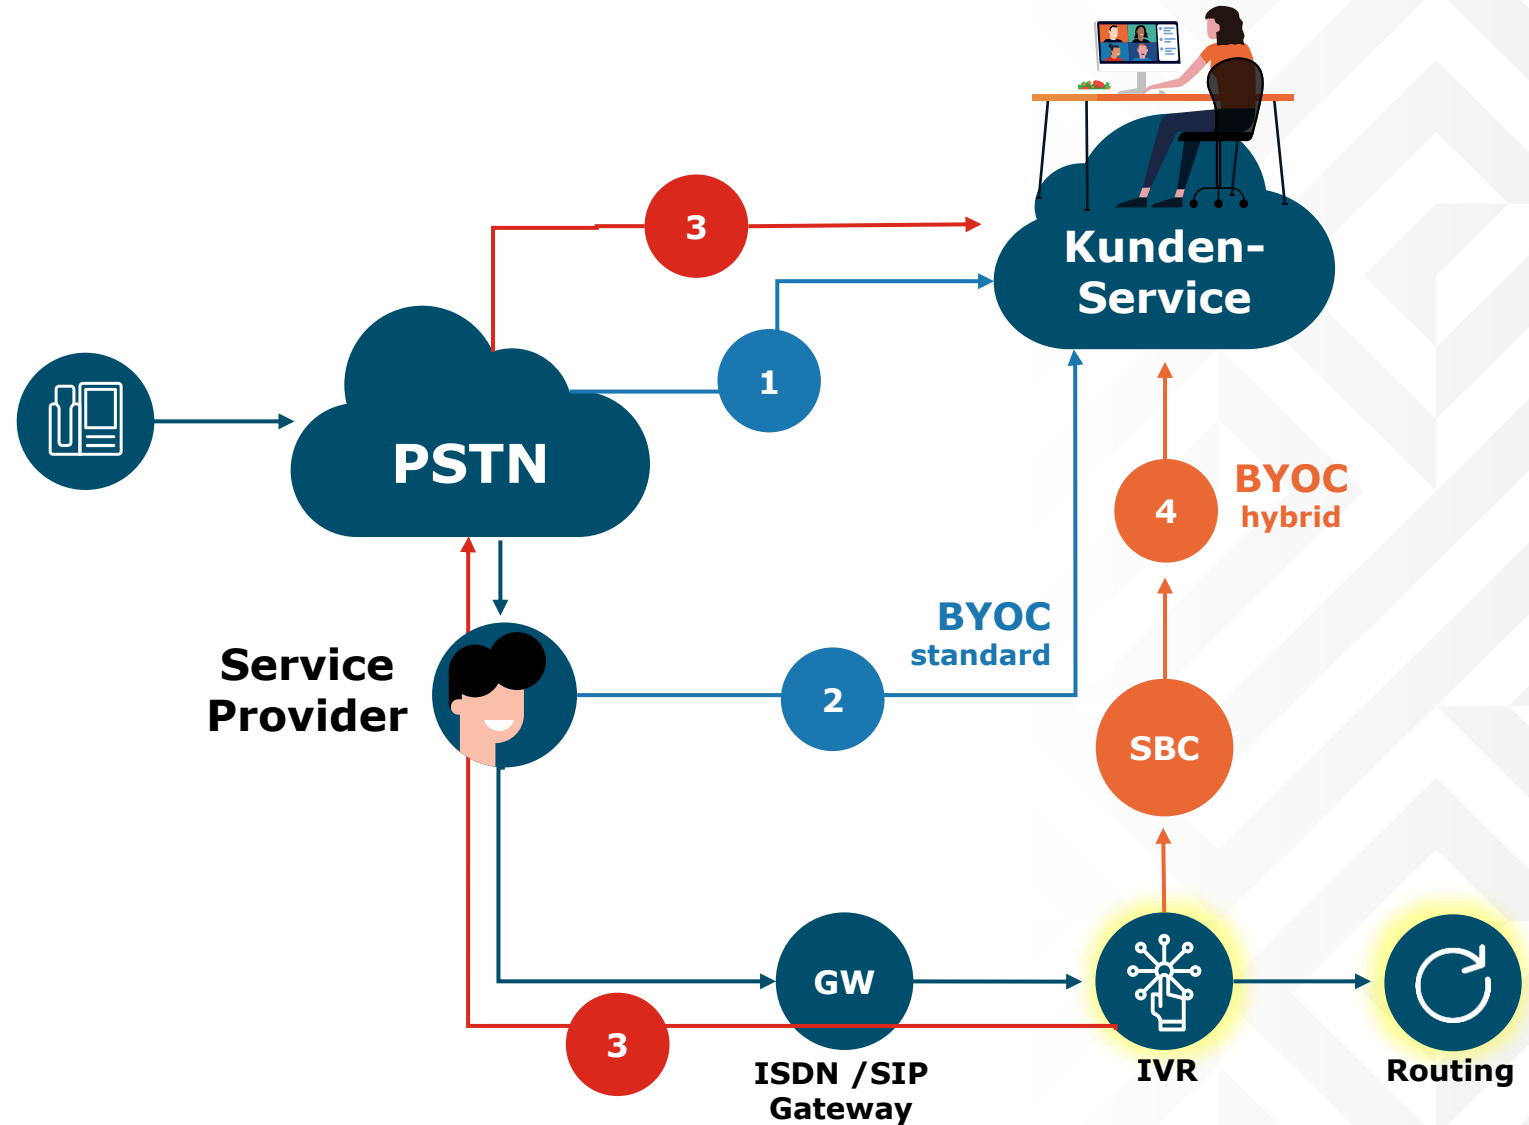 3
Kunden-
Service
1
PSTN
BYOC
hybrid
4
BYOC
standard
Service
Provider
2
SBC
GW
3
ISDN /SIP
Gateway
IVR
Routing